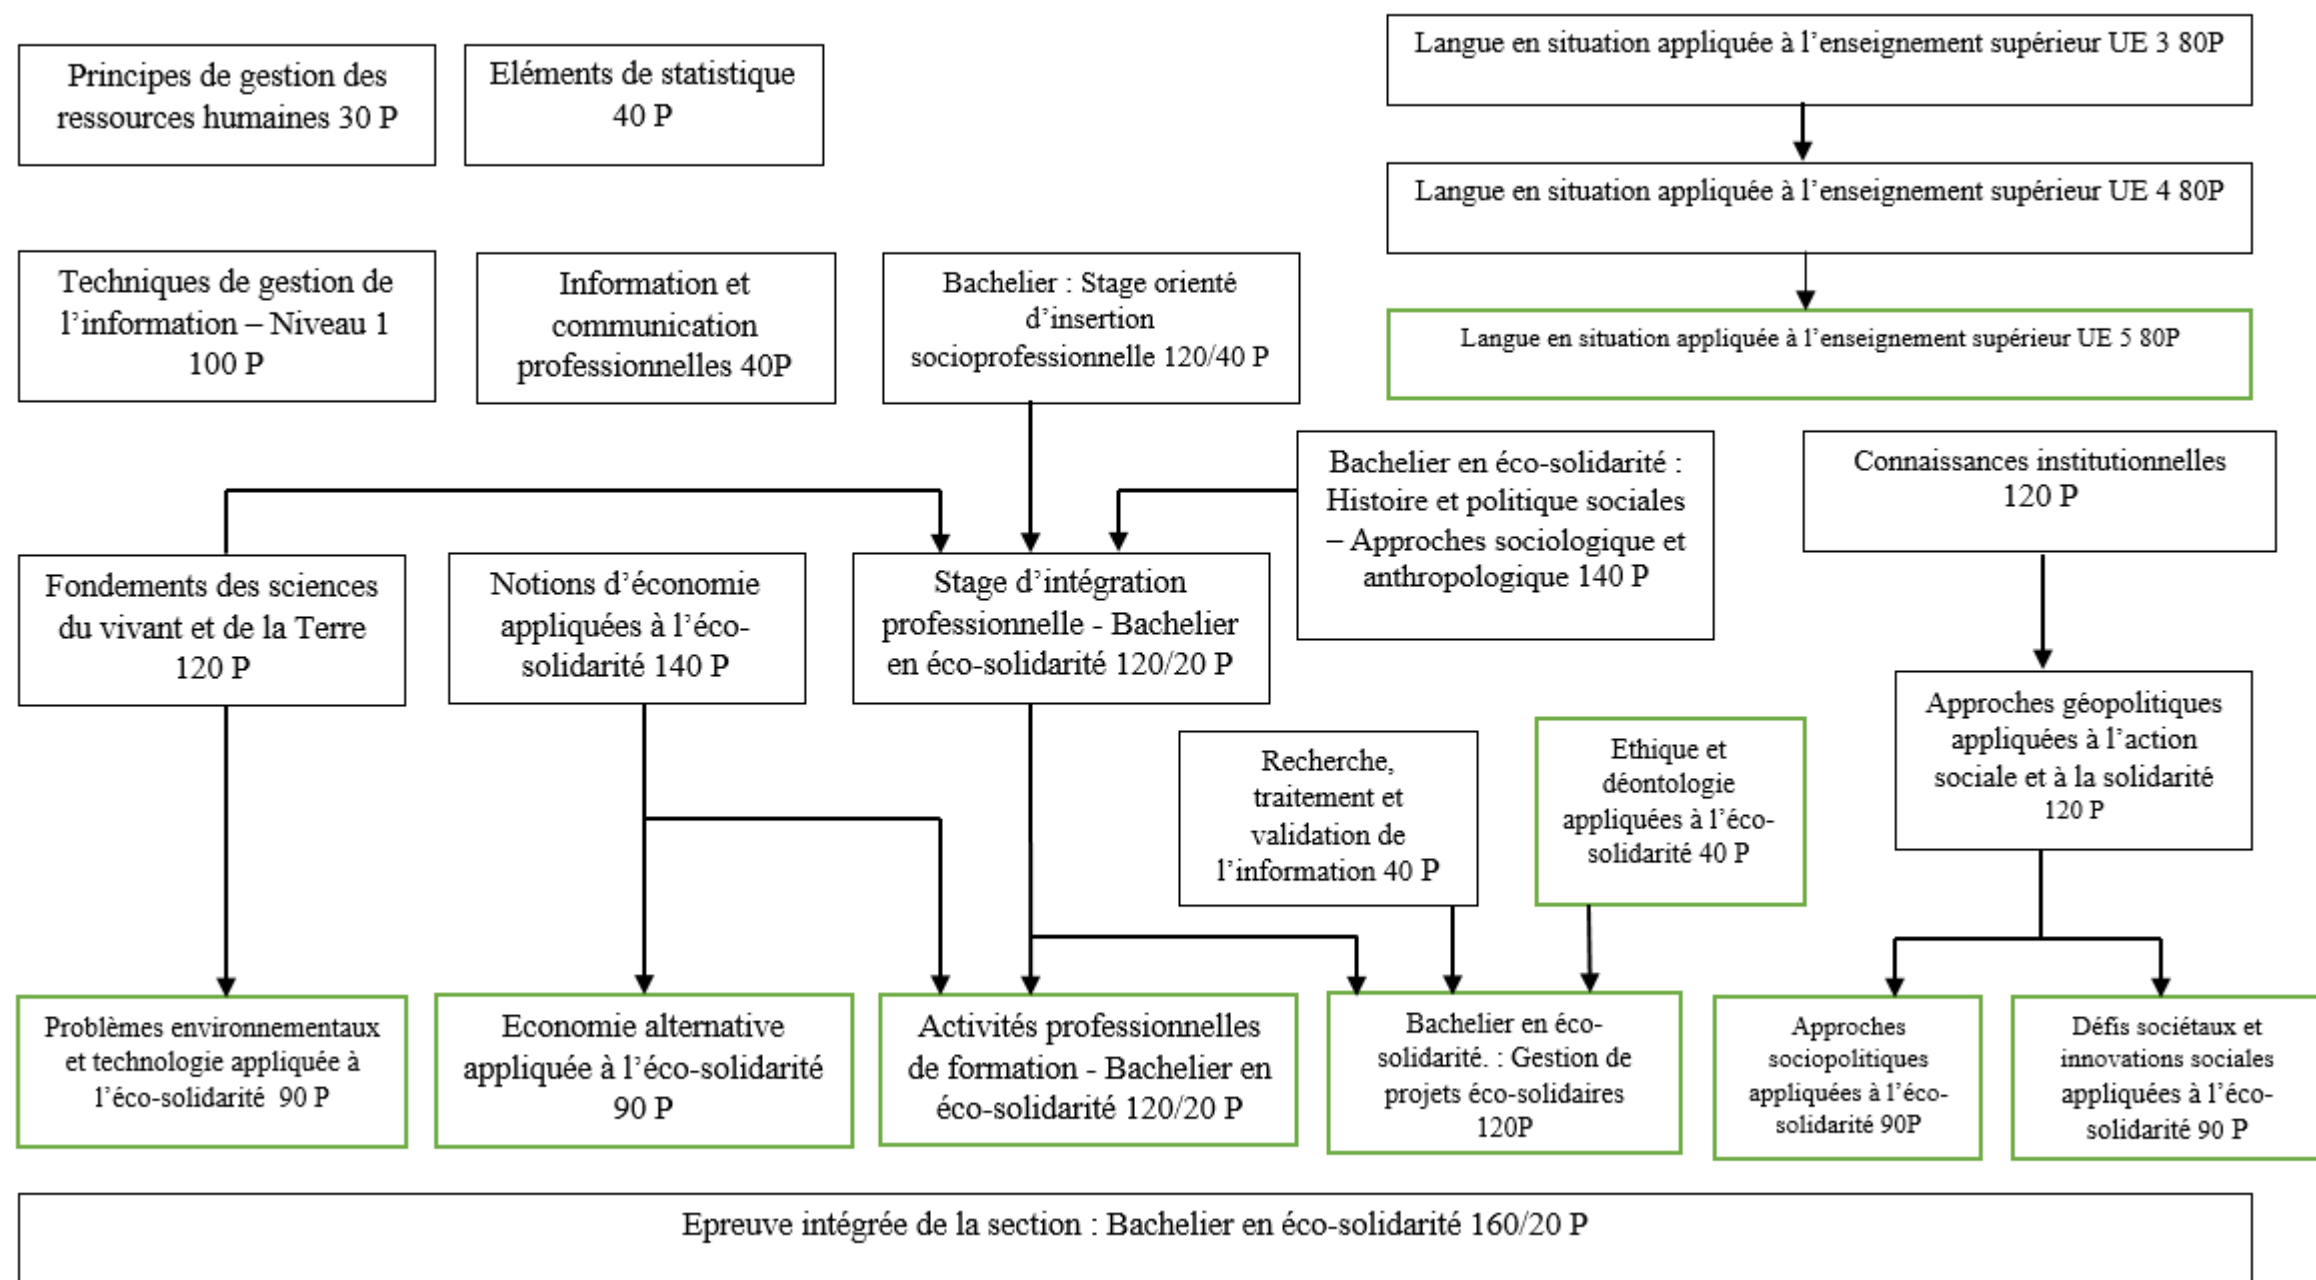 Principes de gestion des
ressources humaines 30 P
Eléments de statistique
40 P
Langue en situation appliquée à l’enseignement supérieur UE 3 80P
Langue en situation appliquée à l’enseignement supérieur UE 4 80P
Techniques de gestion de
l’information – Niveau 1
100 P
Information et
communication
professionnelles 40P
Bachelier : Stage orienté
d’insertion
socioprofessionnelle 120/40 P
Langue en situation appliquée à l’enseignement supérieur UE 5 80P
Bachelier en éco-solidarité :
Histoire et politique sociales
– Approches sociologique et
anthropologique 140 P
Connaissances institutionnelles
120 P
Fondements des sciences
du vivant et de la Terre
120 P
Notions d’économie
appliquées à l’éco-
solidarité 140 P
Stage d’intégration
professionnelle - Bachelier
en éco-solidarité 120/20 P
Approches géopolitiques
appliquées à l’action
sociale et à la solidarité
120 P
Recherche,
traitement et
validation de
l’information 40 P
Ethique et
déontologie
appliquées à l’éco-
solidarité 40 P
Problèmes environnementaux
et technologie appliquée à
l’éco-solidarité 90 P
Economie alternative
appliquée à l’éco-solidarité
90 P
Activités professionnelles
de formation - Bachelier en
éco-solidarité 120/20 P
Bachelier en éco-
solidarité. : Gestion de
projets éco-solidaires
120P
Approches
sociopolitiques
appliquées à l’éco-
solidarité 90P
Défis sociétaux et
innovations sociales
appliquées à l’éco-
solidarité 90 P
Epreuve intégrée de la section : Bachelier en éco-solidarité 160/20 P